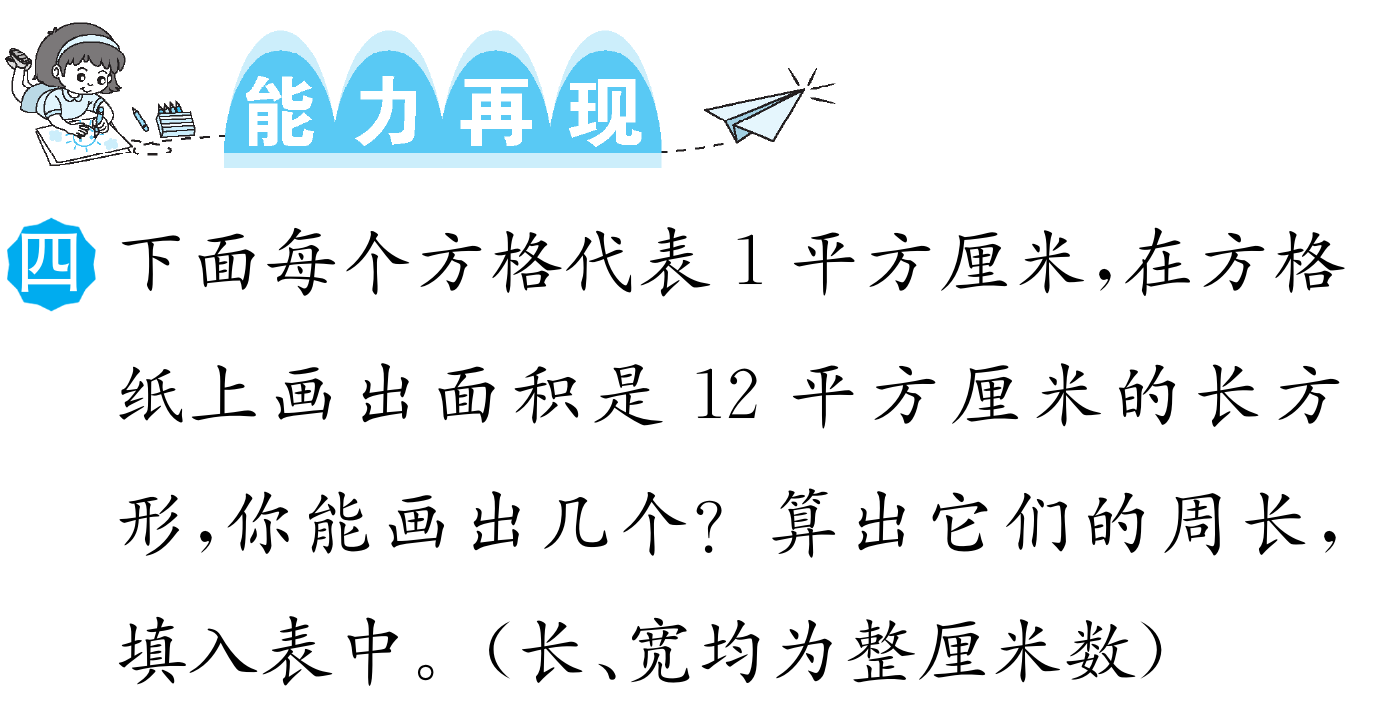 能力再现
四 下面每个方格代表1平方厘米,在方格
纸上画出面积是12平方厘米的长方
形,你能画出几个? 算出它们的周长,
填入表中。(长、宽均为整厘米数)